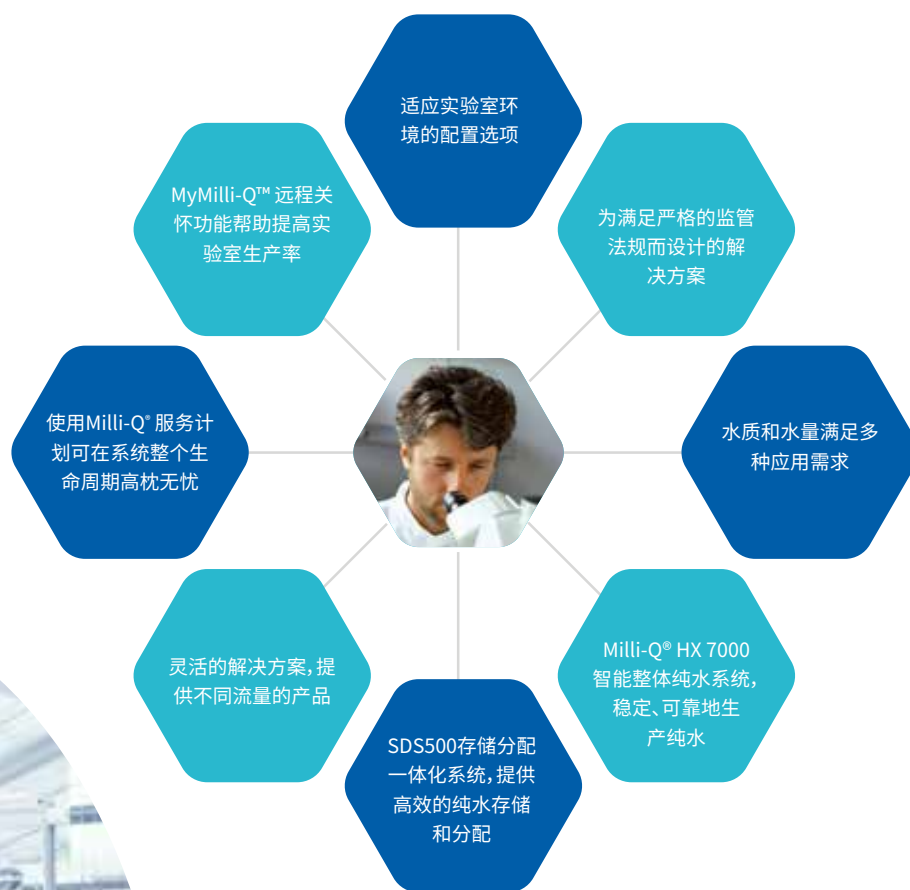 适应实验室环
境的配置选项
MyMilli-Q™ 远程关
怀功能帮助提高实
验室生产率
为满足严格的监管
法规而设计的解
决方案
使用Milli-Q® 服务计
划可在系统整个生
命周期高枕无忧
水质和水量满足多
种应用需求
灵活的解决方案，提
供不同流量的产品
Milli-Q® HX 7000
智能整体纯水系统，
稳定、可靠地生
产纯水
SDS500存储分配
一体化系统，提供
高效的纯水存储
和分配